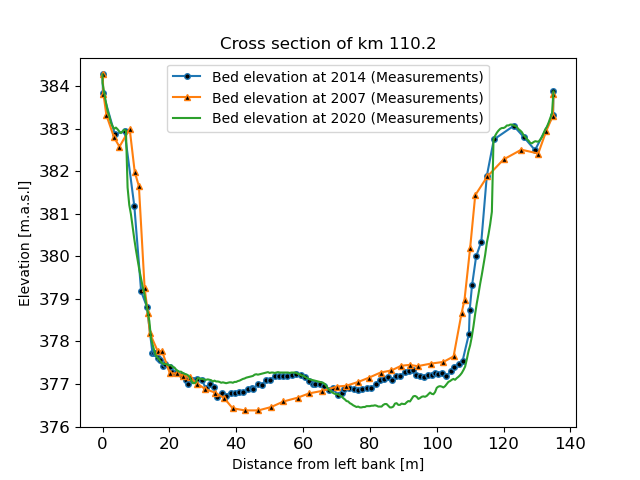 Cross section of km 110.2
Bed elevation at 2014 (Measurements)
Bed elevation at 2007 (Measurements)
Bed elevation at 2020 (Measurements)
Elevation [m.a.s.l]
384
383
382
381
380
379
378
377
376
0 20 40 60 80 100 120 140
Distance from left bank [m]